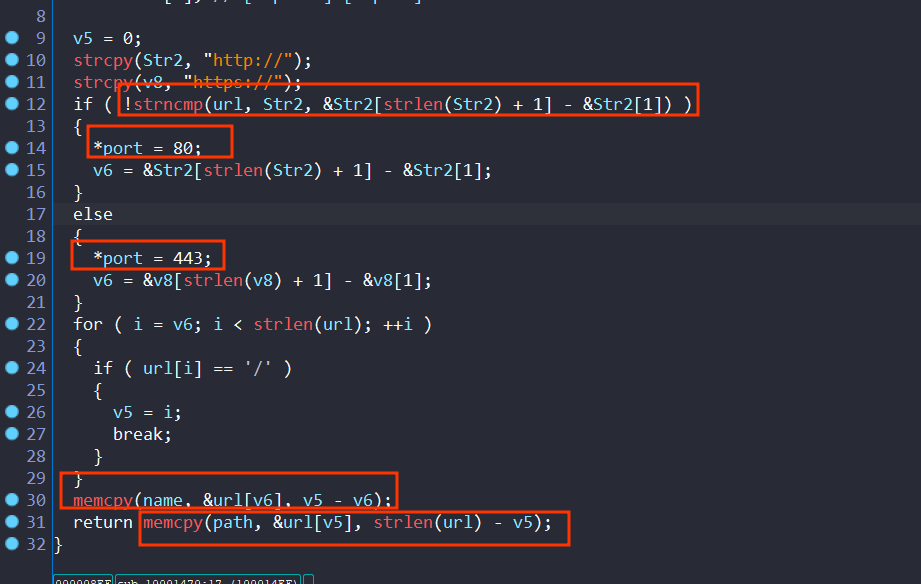 8
9 v5 = 0;
10 strcpy(Str2, "http://");
11 strcpy(v8, "https://");
12 if ( !strncmp(url, Str2, &Str2[strlen(Str2) + 1] - &Str2[1]) )
13 {
14 *port = 80;
15 v6 = &Str2[strlen(Str2) + 1] - &Str2[1];
16 }
17 else
18 {
19 *port = 443;
20 v6 = &v8[strlen(v8) + 1] - &v8[1];
21 }
22 for ( i = v6; i < strlen(url); ++i )
23 {
24 if ( url[i] == '/' )
25 {
26 v5 = i;
27 break;
28 }
29 }
30 memcpy(name, &url[v6], v5 - v6);
31 return memcpy(path, &url[v5], strlen(url) - v5);
32 }